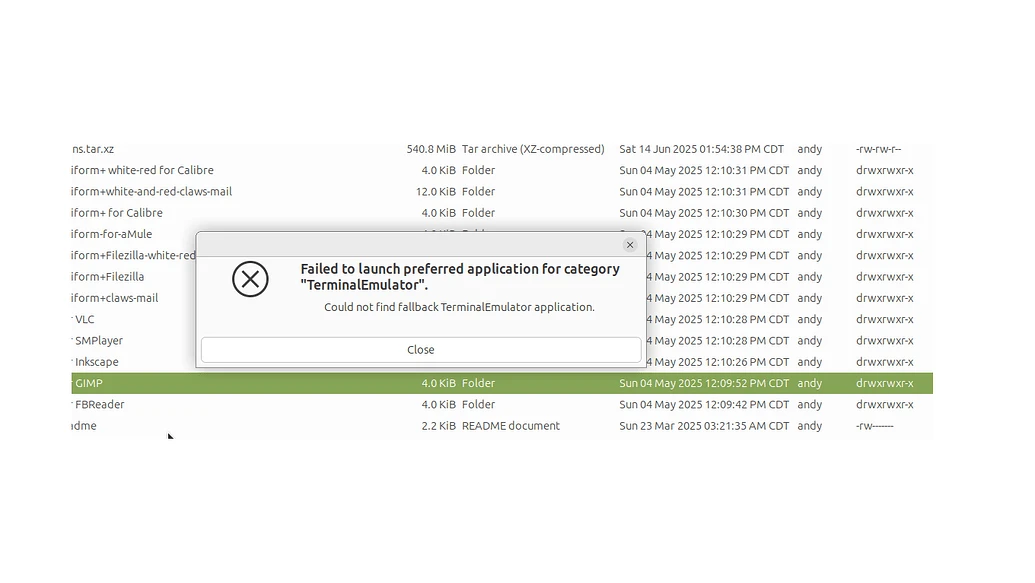 ns.tar.xz 540.8 MiB Tar archive (XZ-compressed) Sat 14 Jun 2025 01:54:38 PM CDT andy -rw-rw-r--
iform+ white-red for Calibre 4.0 KiB Folder Sun 04 May 2025 12:10:31 PM CDT andy drwxrwxr-x
iform+white-and-red-claws-mail 12.0 KiB Folder Sun 04 May 2025 12:10:31 PM CDT andy drwxrwxr-x
iform+ for Calibre 4.0 KiB Folder Sun 04 May 2025 12:10:30 PM CDT andy drwxrwxr-x
iform-for-aMule 4 May 2025 12:10:29 PM CDT andy drwxrwxr-x
iform+Filezilla-white-red 4 May 2025 12:10:29 PM CDT andy drwxrwxr-x
iform+Filezilla 4 May 2025 12:10:29 PM CDT andy drwxrwxr-x
iform+claws-mail 4 May 2025 12:10:29 PM CDT andy drwxrwxr-x
VLC 4 May 2025 12:10:28 PM CDT andy drwxrwxr-x
SMPlayer 4 May 2025 12:10:28 PM CDT andy drwxrwxr-x
Inkscape 4 May 2025 12:10:26 PM CDT andy drwxrwxr-x
GIMP 4.0 KiB Folder Sun 04 May 2025 12:09:52 PM CDT andy drwxrwxr-x
FBReader 4.0 KiB Folder Sun 04 May 2025 12:09:42 PM CDT andy drwxrwxr-x
dme 2.2 KiB README document Sun 23 Mar 2025 03:21:35 AM CDT andy -rw-------
Failed to launch preferred application for category
"TerminalEmulator".
Could not find fallback TerminalEmulator application.
Close